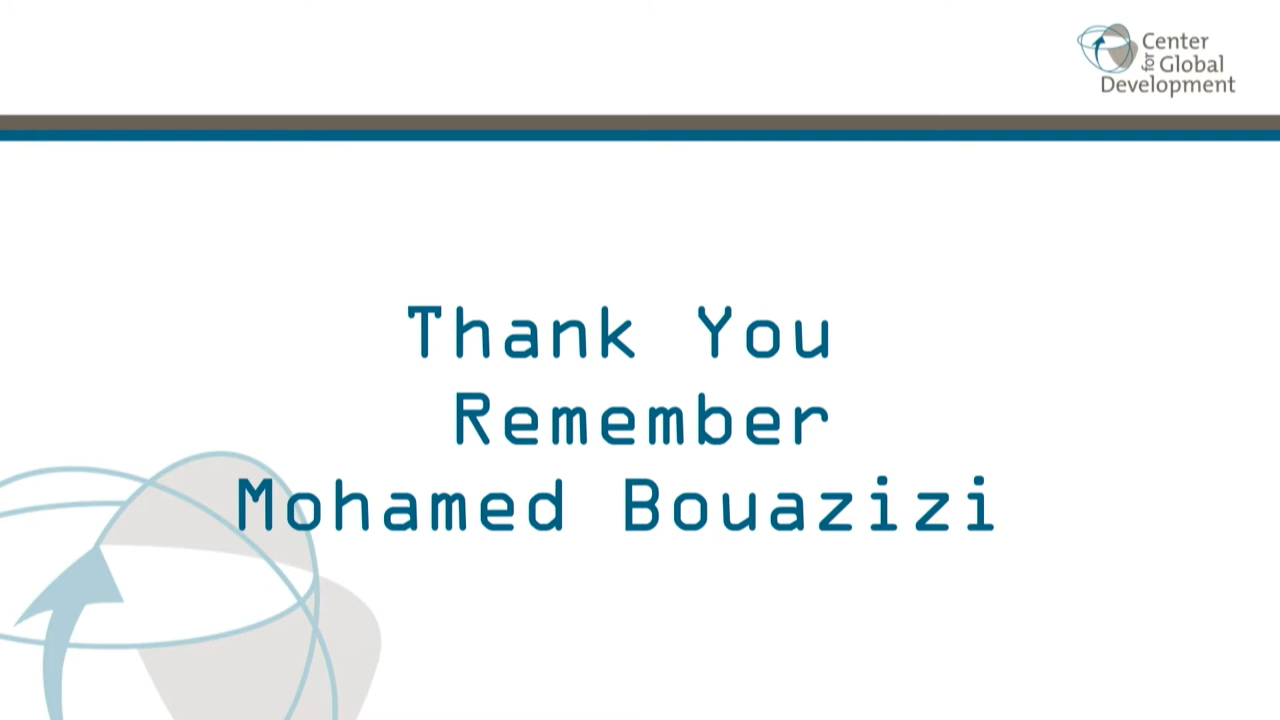 Center
for Global
Development
Thank You
Remember
Mohamed Bouazizi